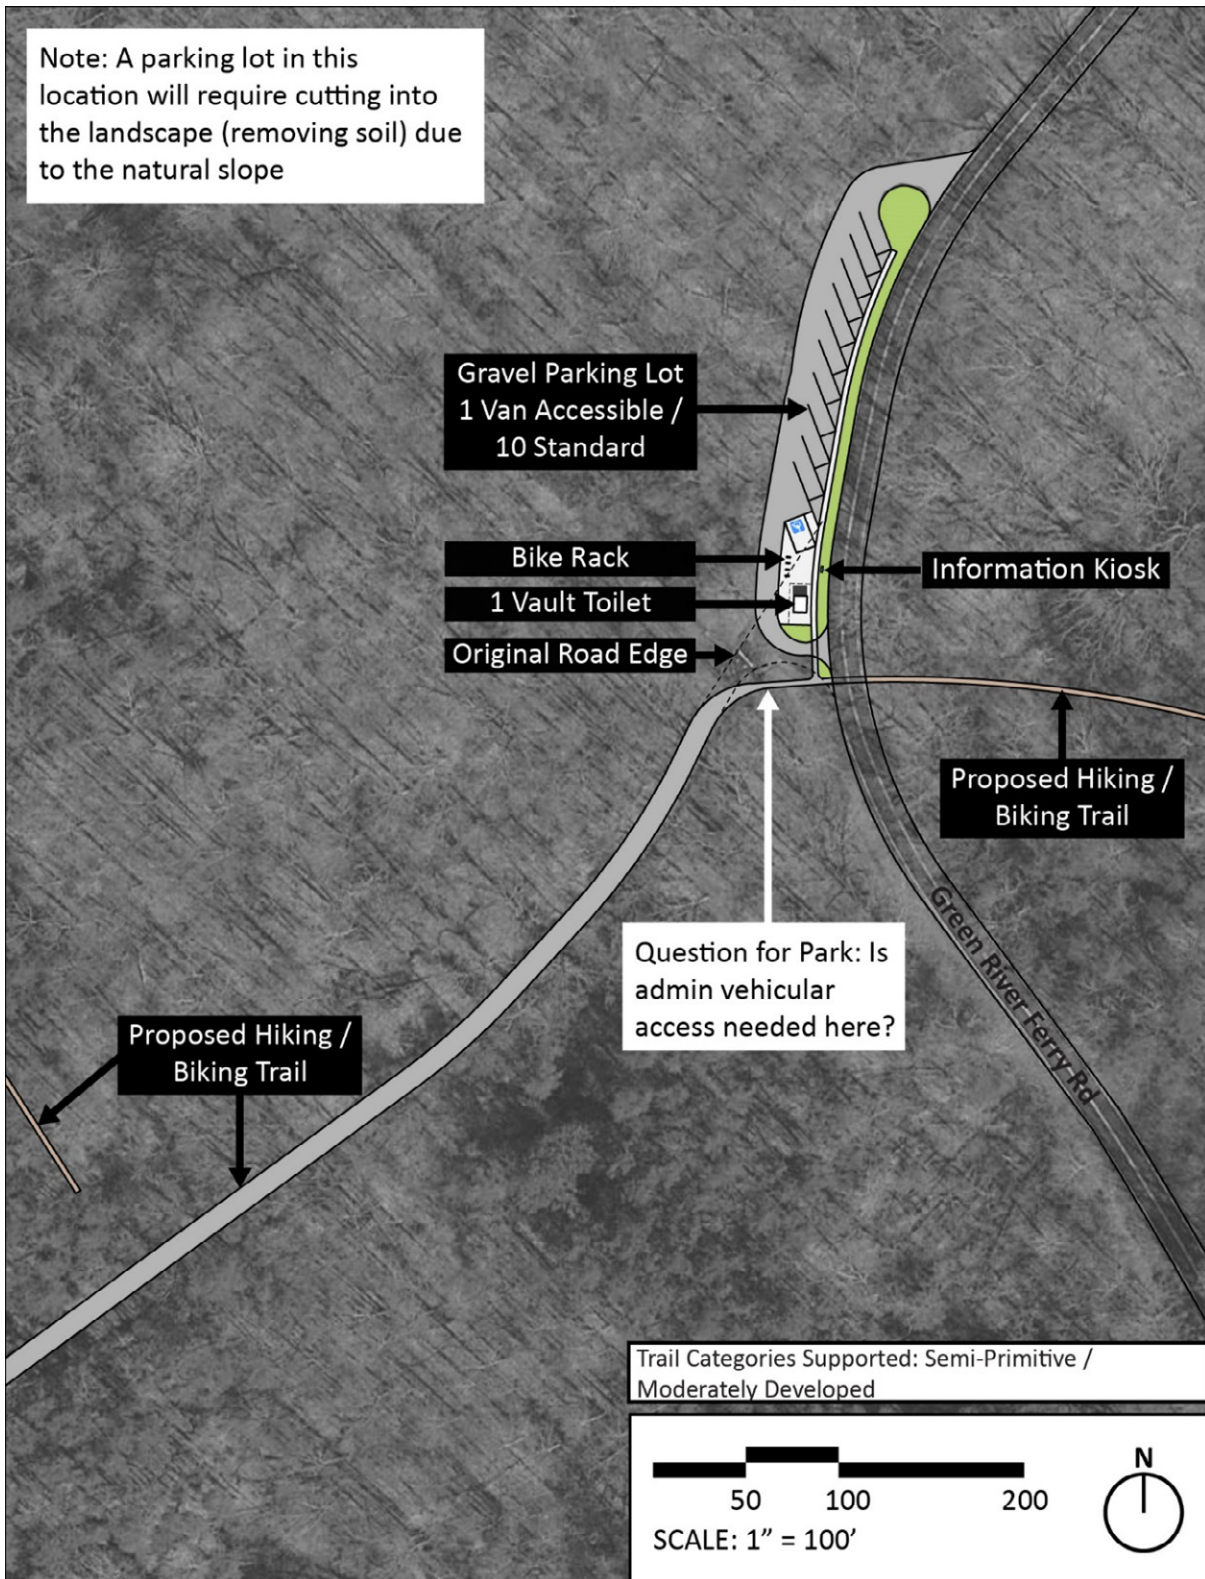 Note: A parking lot in this
location will require cutting into
the landscape (removing soil) due
to the natural slope
Gravel Parking Lot
1 Van Accessible /
10 Standard
Bike Rack
Information Kiosk
1 Vault Toilet
Original Road Edge
Proposed Hiking /
Biking Trail
Green River Ferry Rd
Question for Park: Is
admin vehicular
access needed here?
Proposed Hiking /
Biking Trail
Trail Categories Supported: Semi-Primitive /
Moderately Developed
50 100 200
SCALE: 1” = 100’
N